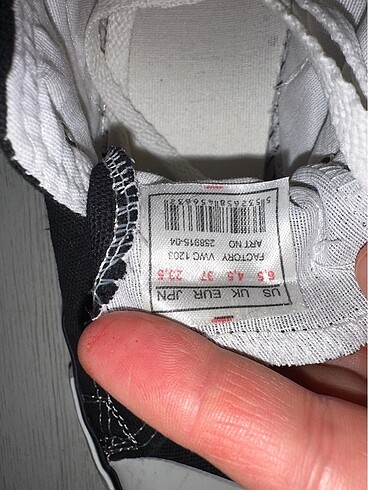 US UK EUR JPN
6.5 4.5 37 23.5
FACTORY VWC 1203
ART NO 258915-04